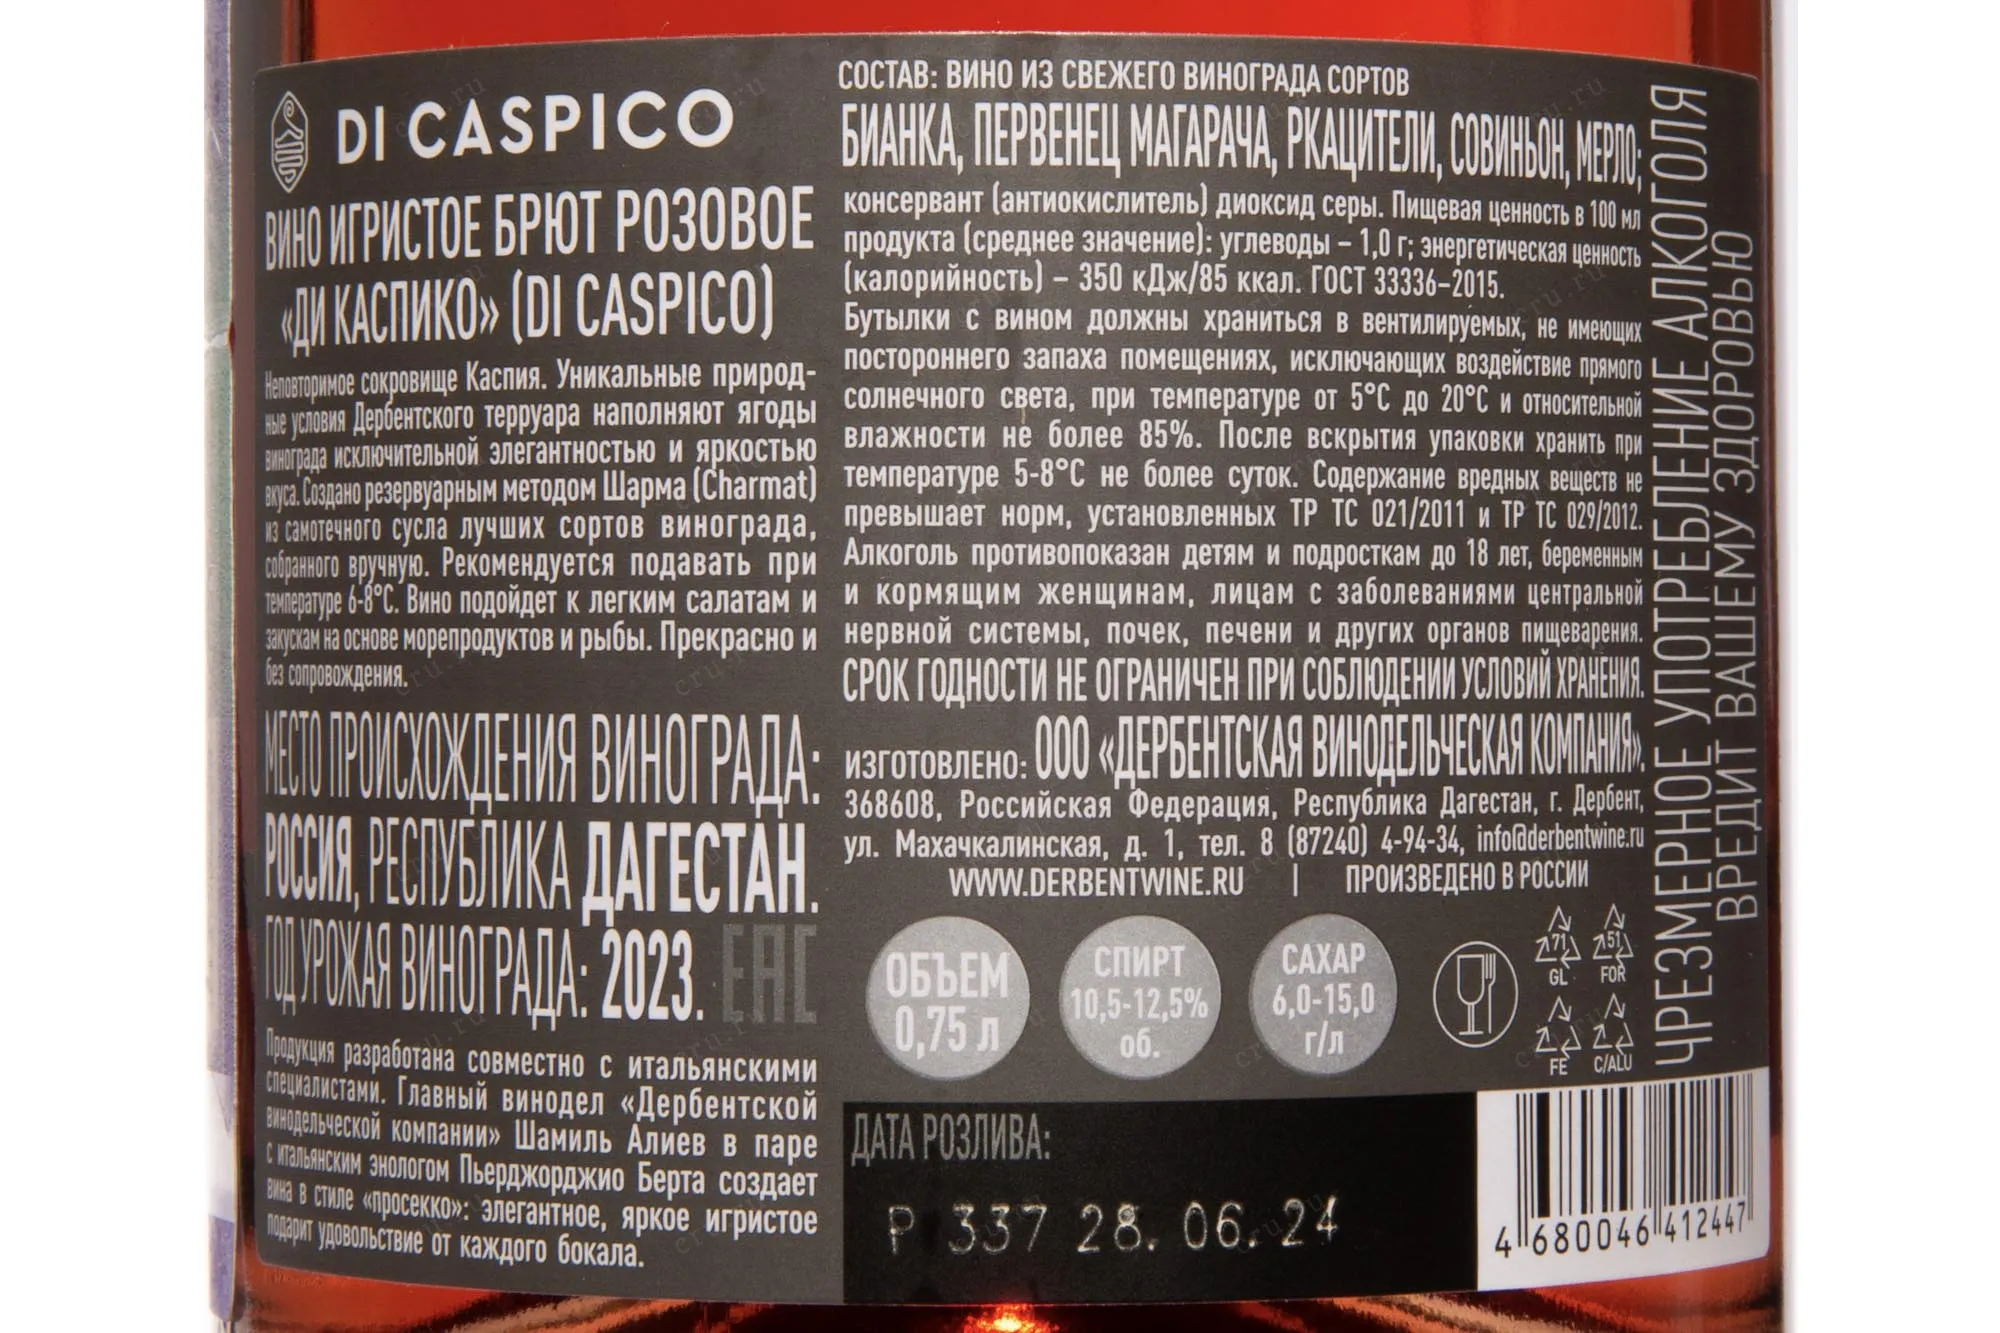 DI CASPICO
ВИНО ИГРИСТОЕ БРЮТ РОЗОВОЕ
«ДИ КАСПИКО» (DI CASPICO)
Неповторимое сокровище Каспия. Уникальные природ-
ные условия Дербентского терруара наполняют ягоды
винограда исключительной элегантностью и яркостью
вкуса. Создано резервуарным методом Шарма (Charmat)
из самотечного сусла лучших сортов винограда,
собранного вручную. Рекомендуется подавать при
температуре 6-8°С. Вино подойдет к легким салатам и
закускам на основе морепродуктов и рыбы. Прекрасно и
без сопровождения.
МЕСТО ПРОИСХОЖДЕНИЯ ВИНОГРАДА:
РОССИЯ, РЕСПУБЛИКА ДАГЕСТАН.
ГОД УРОЖАЯ ВИНОГРАДА: 2023. ЕАС
Продукция разработана совместно с итальянскими
специалистами. Главный винодел «Дербентской
винодельческой компании» Шамиль Алиев в паре
с итальянским энологом Пьерджорджио Берта создает
вина в стиле «просекко»: элегантное, яркое игристое
подарит удовольствие от каждого бокала.
СОСТАВ: ВИНО ИЗ СВЕЖЕГО ВИНОГРАДА СОРТОВ
БИАНКА, ПЕРВЕНЕЦ МАГАРАЧА, РКАЦИТЕЛИ, СОВИНЬОН, МЕРЛО;
консервант (антиокислитель) диоксид серы. Пищевая ценность в 100 мл
продукта (среднее значение): углеводы – 1,0 г; энергетическая ценность
(калорийность) – 350 кДж/85 ккал. ГОСТ 33336-2015.
Бутылки с вином должны храниться в вентилируемых, не имеющих
постороннего запаха помещениях, исключающих воздействие прямого
солнечного света, при температуре от 5°С до 20°С и относительной
влажности не более 85%. После вскрытия упаковки хранить при
температуре 5-8°С не более суток. Содержание вредных веществ не
превышает норм, установленных ТР ТС 021/2011 и ТР ТС 029/2012.
Алкоголь противопоказан детям и подросткам до 18 лет, беременным
и кормящим женщинам, лицам с заболеваниями центральной
нервной системы, почек, печени и других органов пищеварения.
СРОК ГОДНОСТИ НЕ ОГРАНИЧЕН ПРИ СОБЛЮДЕНИИ УСЛОВИЙ ХРАНЕНИЯ.
ИЗГОТОВЛЕНО: ООО «ДЕРБЕНТСКАЯ ВИНОДЕЛЬЧЕСКАЯ КОМПАНИЯ».
368608, Российская Федерация, Республика Дагестан, г. Дербент,
ул. Махачкалинская, д. 1, тел. 8 (87240) 4-94-34, info@derbentwine.ru
WWW.DERBENTWINE.RU | ПРОИЗВЕДЕНО В РОССИИ
ОБЪЕМ
0,75 л
СПИРТ
10,5-12,5%
об.
САХАР
6,0-15,0
г/л
71
GL
51
FOR
FE
C/ALU
ДАТА РОЗЛИВА:
Р 337 28.06.24
4 680046 412447
ЧРЕЗМЕРНОЕ УПОТРЕБЛЕНИЕ АЛКОГОЛЯ
ВРЕДИТ ВАШЕМУ ЗДОРОВЬЮ